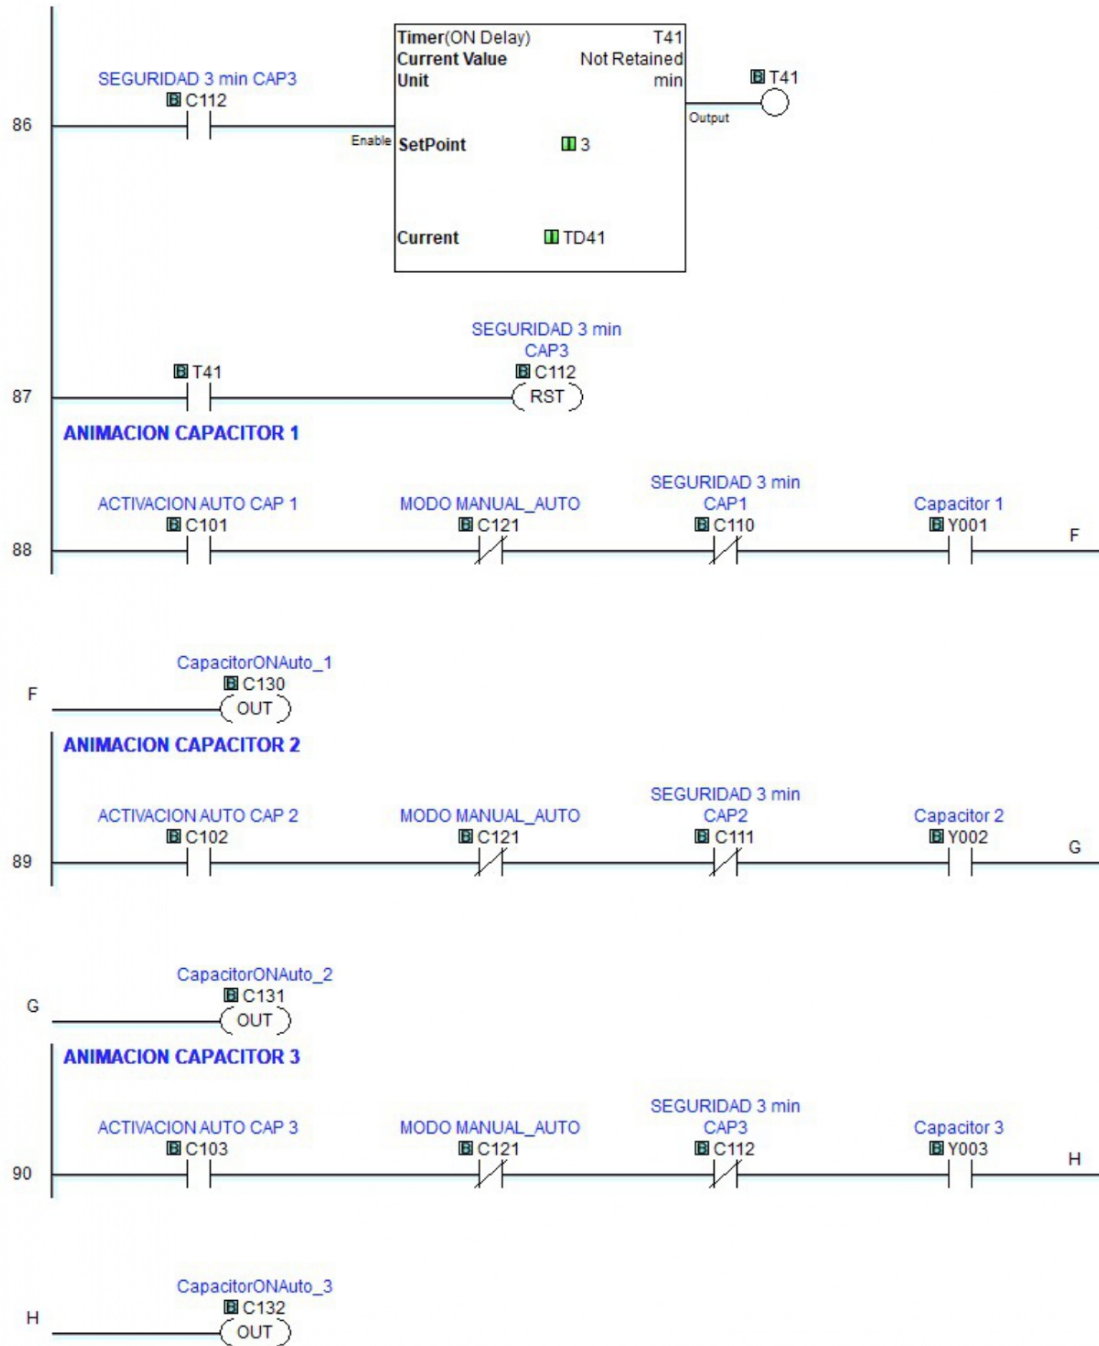 SEGURIDAD 3 min CAP3
C112
86
Enable
Timer(ON Delay) T41
Current Value Not Retained
Unit min
SetPoint 3
Current TD41
Output
T41
87
T41
SEGURIDAD 3 min
CAP3
C112
RST
ANIMACION CAPACITOR 1
88
ACTIVACION AUTO CAP 1
C101
MODO MANUAL_AUTO
C121
SEGURIDAD 3 min
CAP1
C110
Capacitor 1
Y001
F
F
CapacitorONAuto_1
C130
OUT
ANIMACION CAPACITOR 2
89
ACTIVACION AUTO CAP 2
C102
MODO MANUAL_AUTO
C121
SEGURIDAD 3 min
CAP2
C111
Capacitor 2
Y002
G
G
CapacitorONAuto_2
C131
OUT
ANIMACION CAPACITOR 3
90
ACTIVACION AUTO CAP 3
C103
MODO MANUAL_AUTO
C121
SEGURIDAD 3 min
CAP3
C112
Capacitor 3
Y003
H
H
CapacitorONAuto_3
C132
OUT